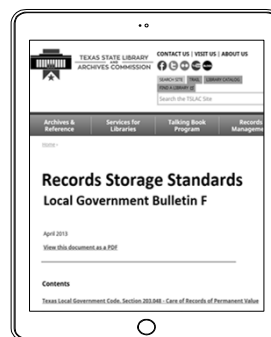 TEXAS STATE LIBRARY
AND
ARCHIVES COMMISSION
CONTACT US | VISIT US | ABOUT US
SEARCH SITE TRAIL LIBRARY CATALOG
FIND A LIBRARY
Search the TSLAC Site
Archives & Reference
Services for Libraries
Talking Book Program
Records Manageme
Home ›
Records Storage Standards
Local Government Bulletin F
April 2013
View this document as a PDF
Contents
Texas Local Government Code, Section 203.048 - Care of Records of Permanent Value